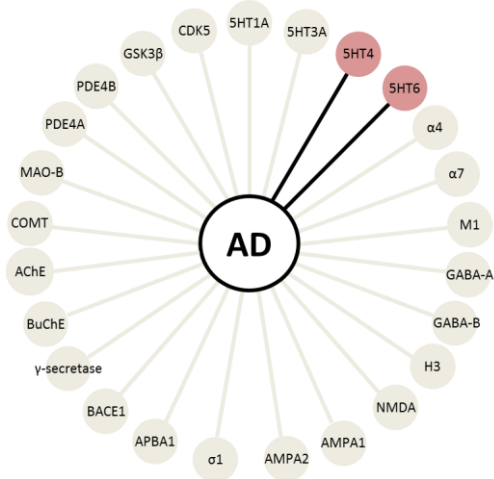 5HT1A
5HT3A
5HT4
5HT6
α4
α7
M1
GABA-A
GABA-B
H3
NMDA
AMPA1
AMPA2
σ1
APBA1
BACE1
γ-secretase
BuChE
AChE
COMT
MAO-B
PDE4A
PDE4B
GSK3β
CDK5
AD